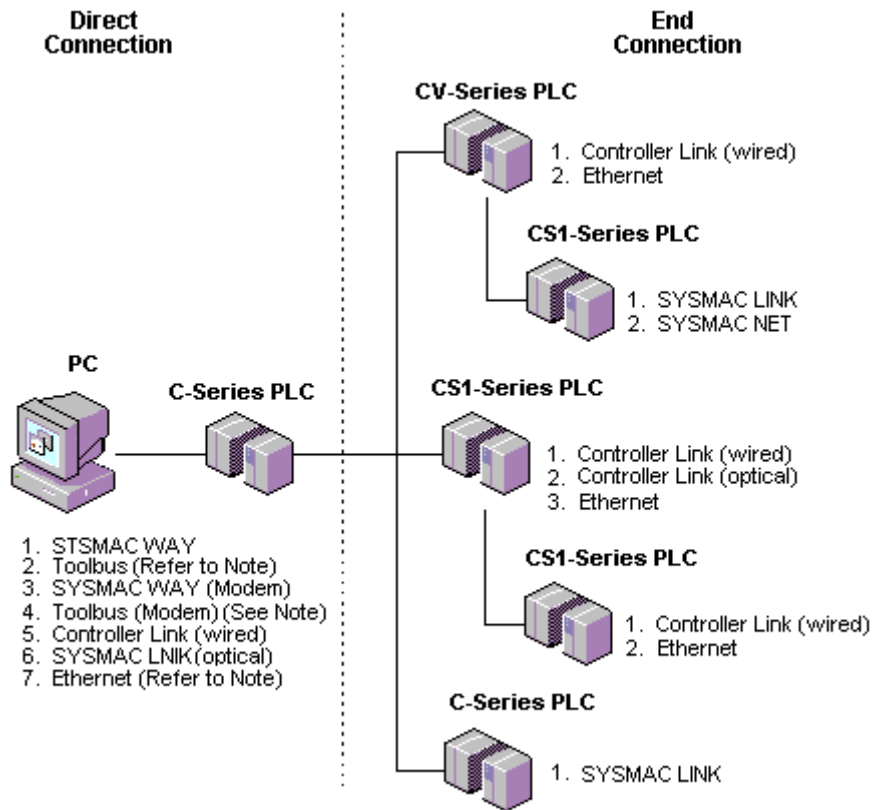 Direct
Connection
End
Connection
CV-Series PLC
1. Controller Link (wired)
2. Ethernet
CS1-Series PLC
1. SYSMAC LINK
2. SYSMAC NET
PC
C-Series PLC
CS1-Series PLC
1. Controller Link (wired)
2. Controller Link (optical)
3. Ethernet
1. STSMAC WAY
2. Toolbus (Refer to Note)
3. SYSMAC WAY (Modem)
4. Toolbus (Modem) (See Note)
5. Controller Link (wired)
6. SYSMAC LNIK(optical)
7. Ethernet (Refer to Note)
CS1-Series PLC
1. Controller Link (wired)
2. Ethernet
C-Series PLC
1. SYSMAC LINK